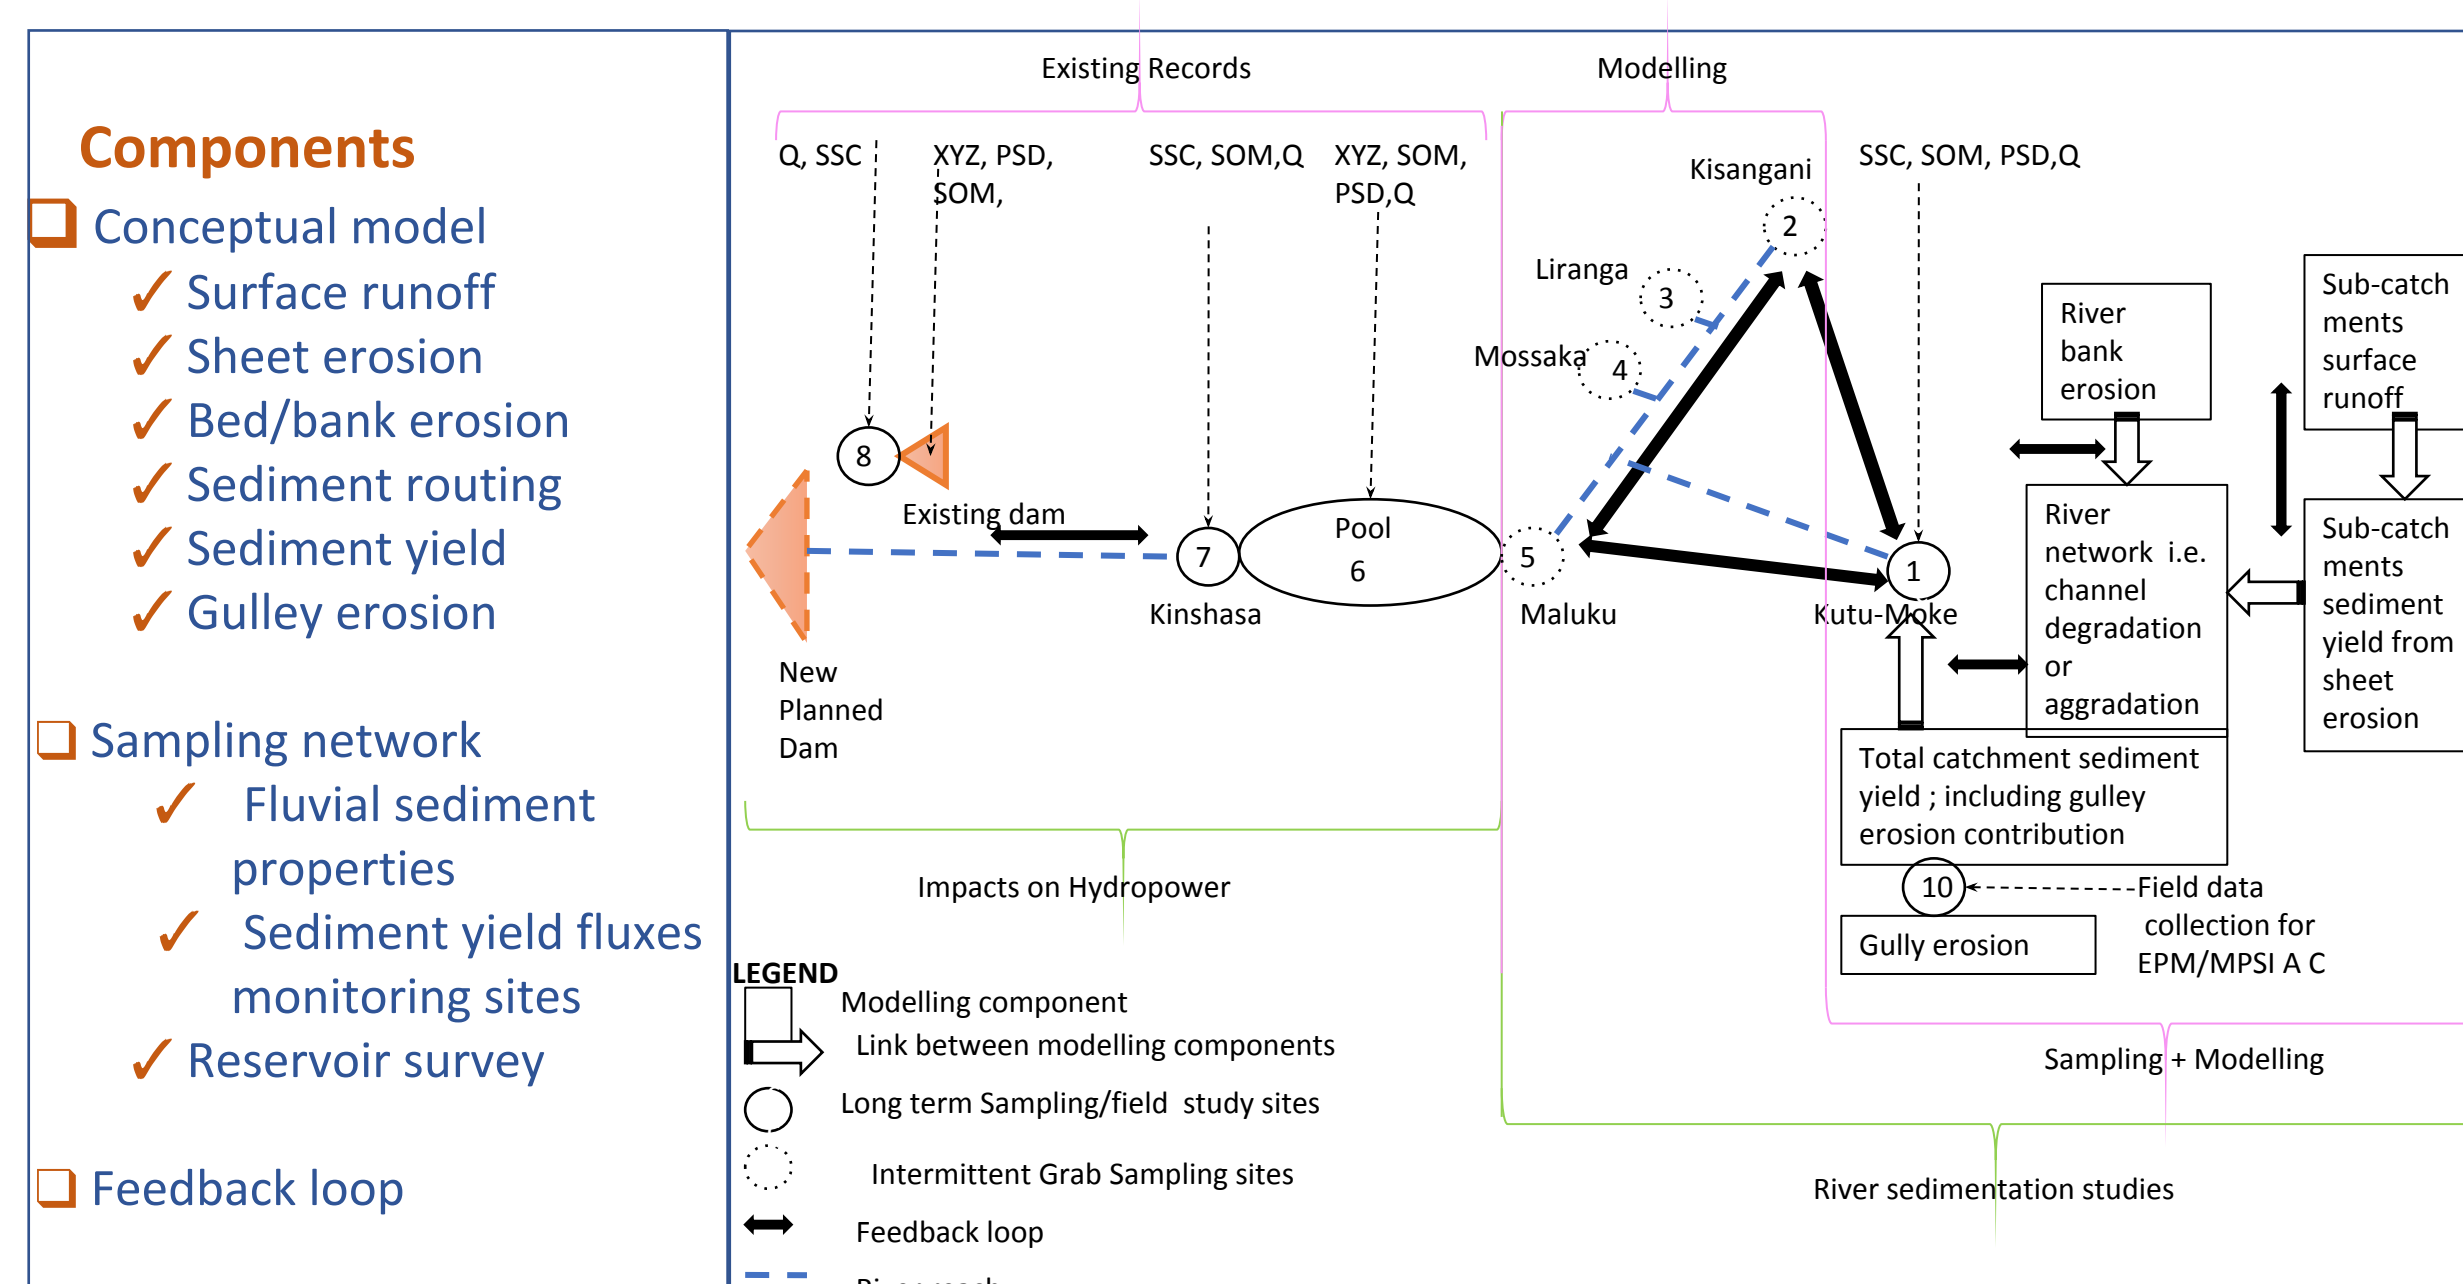 Components
Conceptual model
Surface runoff
Sheet erosion
Bed/bank erosion
Sediment routing
Sediment yield
Gulley erosion
Sampling network
Fluvial sediment
properties
Sediment yield fluxes
monitoring sites
Reservoir survey
Feedback loop
Existing Records
Modelling
Q, SSC
XYZ, PSD,
SOM,
SSC, SOM,Q
XYZ, SOM,
PSD,Q
Kisangani
2
SSC, SOM, PSD,Q
Liranga
3
Mossaka
4
8
Existing dam
7
Kinshasa
Pool
6
5
Maluku
1
Kutu-Moke
New
Planned
Dam
River
bank
erosion
Sub-catch
ments
surface
runoff
River
network i.e.
channel
degradation
or
aggradation
Sub-catch
ments
sediment
yield from
sheet
erosion
Total catchment sediment
yield ; including gulley
erosion contribution
10
Field data
collection for
EPM/MPSI A C
Gully erosion
Impacts on Hydropower
Sampling + Modelling
River sedimentation studies
LEGEND
Modelling component
Link between modelling components
Long term Sampling/field study sites
Intermittent Grab Sampling sites
Feedback loop
River reach